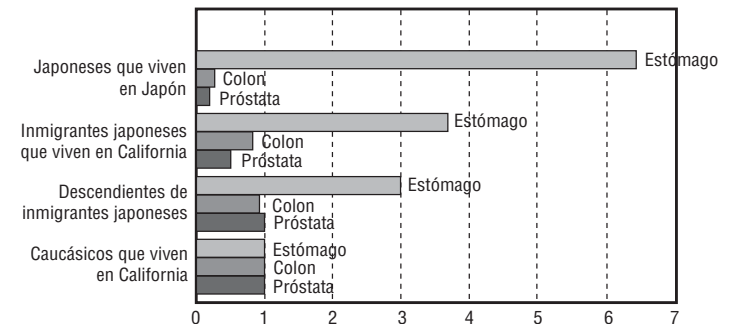 Japoneses que viven
en Japón
Estómago
Colon
Próstata
Inmigrantes japoneses
que viven en California
Estómago
Colon
Próstata
Descendientes de
inmigrantes japoneses
Estómago
Colon
Próstata
Caucásicos que viven
en California
Estómago
Colon
Próstata
0 1 2 3 4 5 6 7